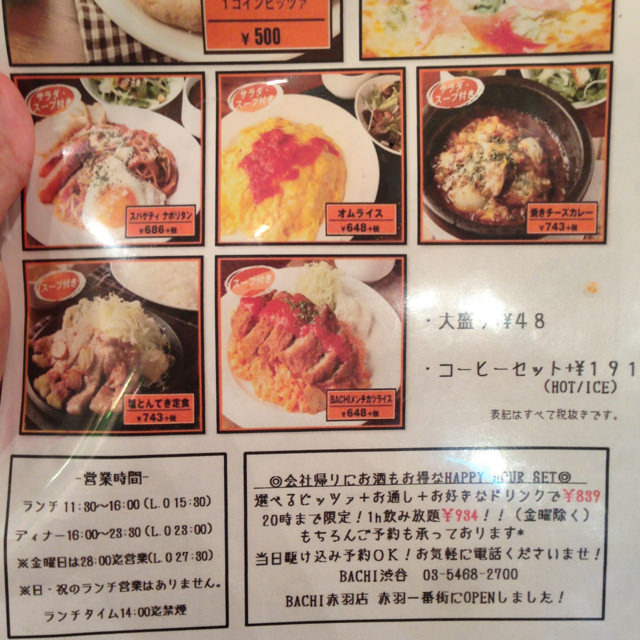 1コインピッツァ
¥500
サラダ・
スープ付き
スパゲティ ナポリタン
¥686+税
サラダ・
スープ付き
オムライス
¥648+税
サラダ・
スープ付き
焼きチーズカレー
¥743+税
スープ付き
塩とんてき定食
¥743+税
スープ付き
BACHIメンチカツライス
¥648+税
・大盛り¥48
・コーヒーセット+¥191
(HOT/ICE)
表記はすべて税抜きです。
-営業時間-
ランチ 11:30〜16:00(L.O 15:30)
ディナー16:00〜23:30(L.O 23:00)
※金曜日は28:00迄営業(L.O 27:30)
※日・祝のランチ営業はありません。
ランチタイム14:00迄禁煙
◎会社帰りにお酒もお得なHAPPY HOUR SET◎
選べるピッツァ+お通し+お好きなドリンクで¥839
20時まで限定!1h飲み放題¥934!!(金曜除く)
もちろんご予約も承っております*
当日駆け込み予約OK!お気軽に電話くださいませ!
BACHI渋谷 03-5468-2700
BACHI赤羽店 赤羽一番街にOPENしました!